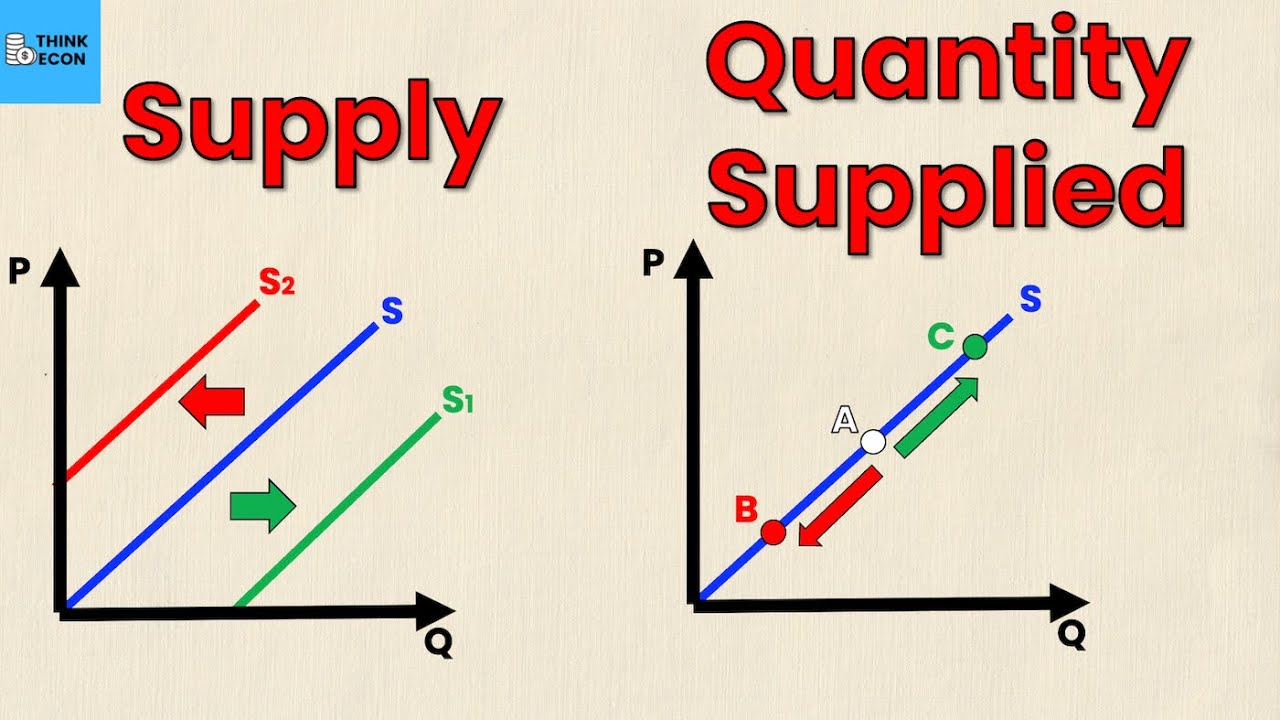 THINK
ECON
Supply
Quantity
Supplied
P
S2
S
S1
Q
P
S
C
A
B
Q